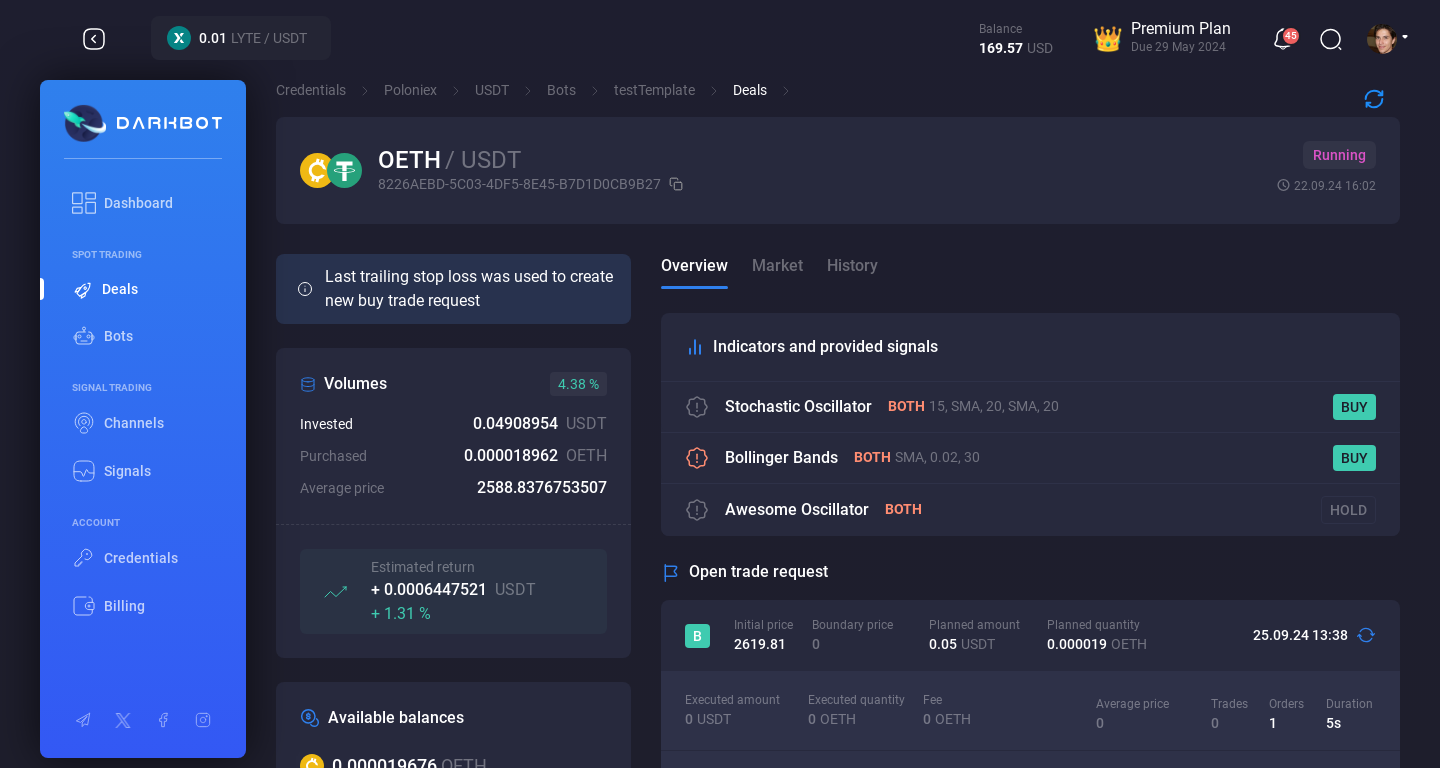 0.01 LYTE / USDT
Balance
169.57 USD
Premium Plan
Due 29 May 2024
45
DARKBOT
Dashboard
SPOT TRADING
Deals
Bots
SIGNAL TRADING
Channels
Signals
ACCOUNT
Credentials
Billing
Credentials > Poloniex > USDT > Bots > testTemplate > Deals >
OETH / USDT
8226AEBD-5C03-4DF5-8E45-B7D1D0CB9B27
Running
22.09.24 16:02
Last trailing stop loss was used to create
new buy trade request
Volumes 4.38 %
Invested 0.04908954 USDT
Purchased 0.000018962 OETH
Average price 2588.8376753507
Estimated return
+ 0.0006447521 USDT
+ 1.31 %
Available balances
0.000019676 OETH
Overview Market History
Indicators and provided signals
Stochastic Oscillator BOTH 15, SMA, 20, SMA, 20 BUY
Bollinger Bands BOTH SMA, 0.02, 30 BUY
Awesome Oscillator BOTH HOLD
Open trade request
B
Initial price Boundary price Planned amount Planned quantity
2619.81 0 0.05 USDT 0.000019 OETH
25.09.24 13:38
Executed amount Executed quantity Fee Average price Trades Orders Duration
0 USDT 0 OETH 0 OETH 0 0 1 5s